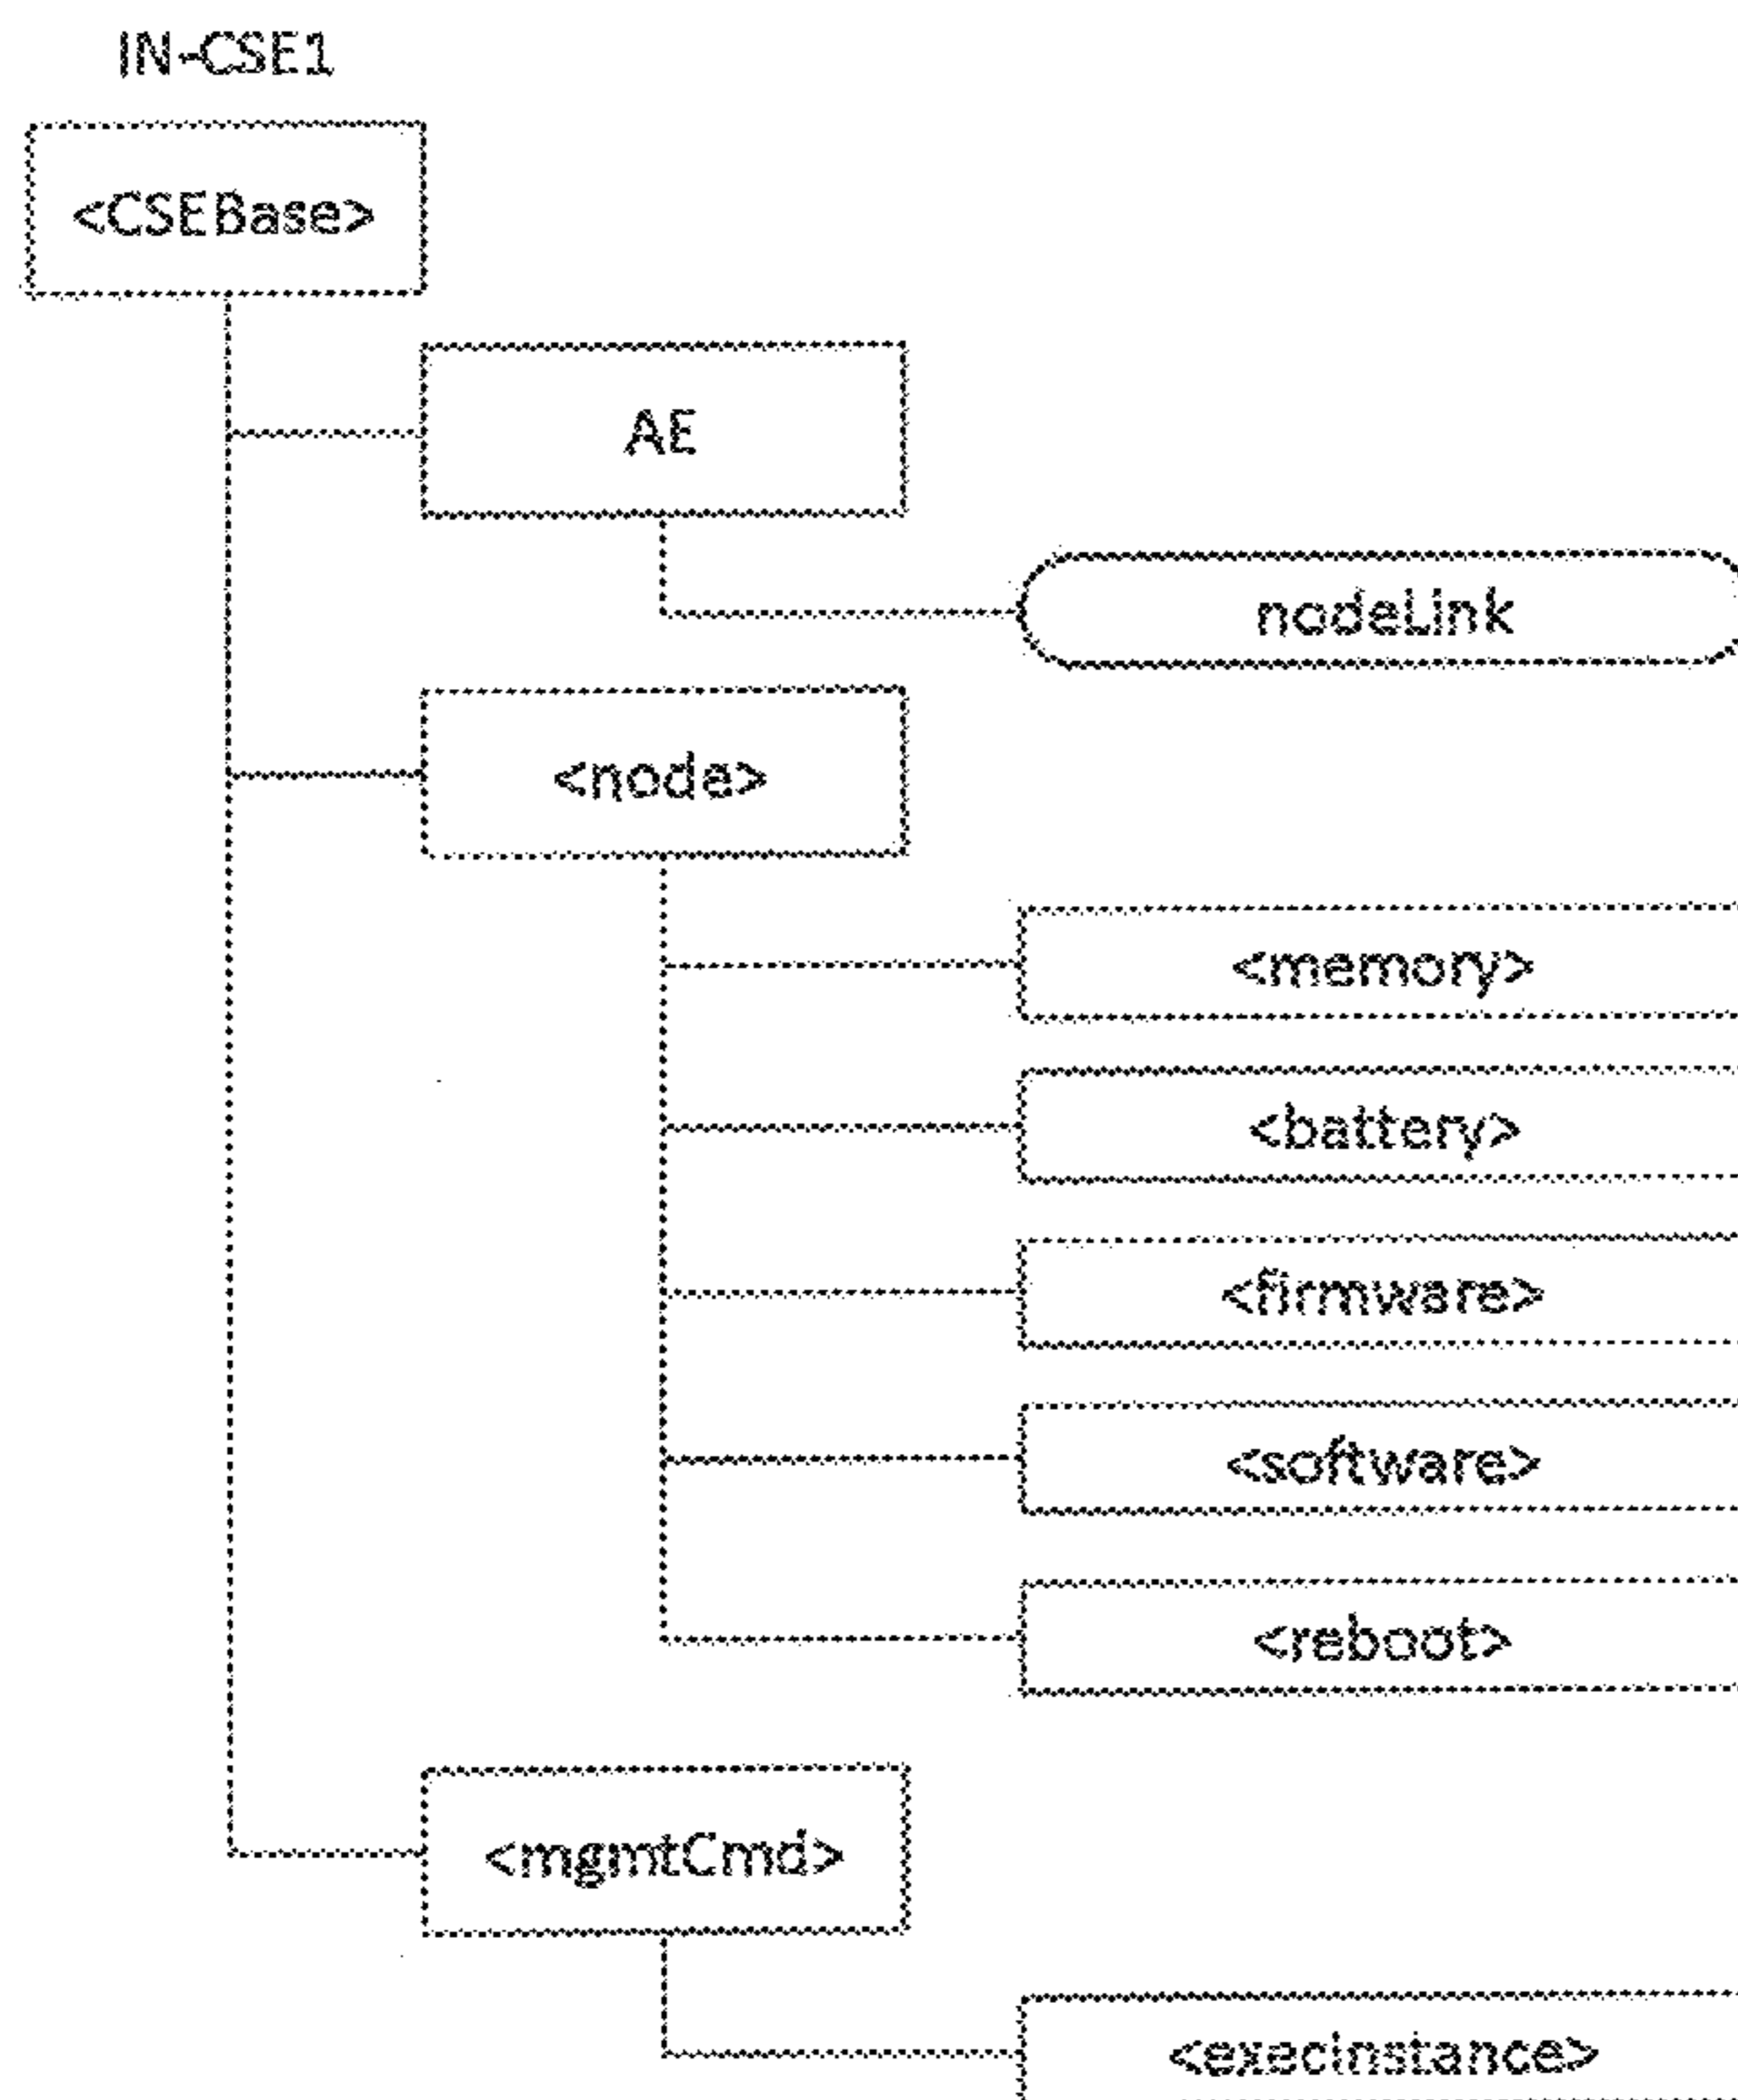 IN-CSE1
<CSEBase>
AE
nodeLink
<node>
<memory>
<battery>
<firmware>
<software>
<reboot>
<mgmtCmd>
<execInstance>